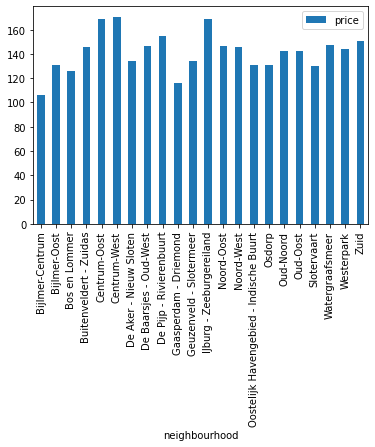 price
160
140
120
100
80
60
40
20
0
Bijlmer-Centrum
Bijlmer-Oost
Bos en Lommer
Buitenveldert - Zuidas
Centrum-Oost
Centrum-West
De Aker - Nieuw Sloten
De Baarsjes - Oud-West
De Pijp - Rivierenbuurt
Gaasperdam - Driemond
Geuzenveld - Slotermeer
IJburg - Zeeburgereiland
Noord-Oost
Noord-West
Oostelijk Havengebied - Indische Buurt
Osdorp
Oud-Noord
Oud-Oost
Slotervaart
Watergraafsmeer
Westerpark
Zuid
neighbourhood